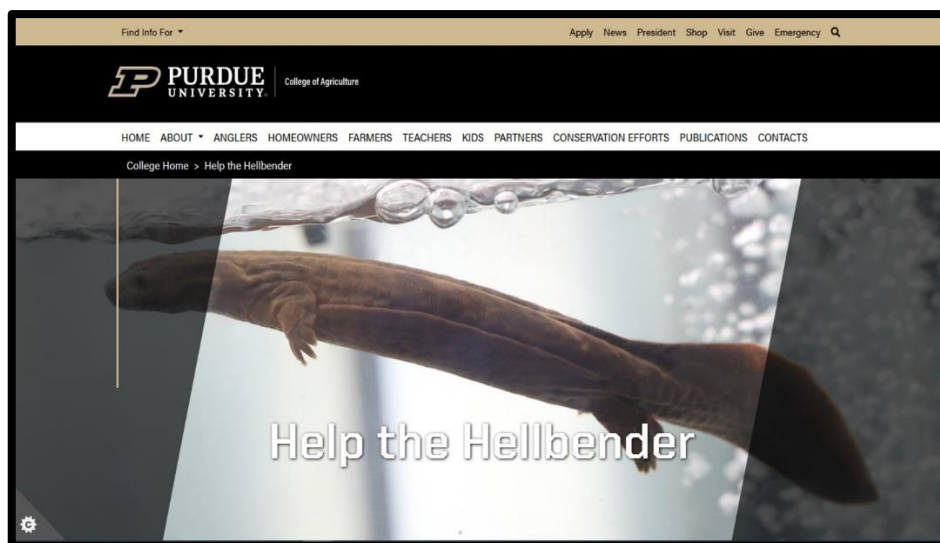 Find Info For
Apply News President Shop Visit Give Emergency
PURDUE
UNIVERSITY®
College of Agriculture
HOME ABOUT ANGLERS HOMEOWNERS FARMERS TEACHERS KIDS PARTNERS CONSERVATION EFFORTS PUBLICATIONS CONTACTS
College Home > Help the Hellbender
Help the Hellbender